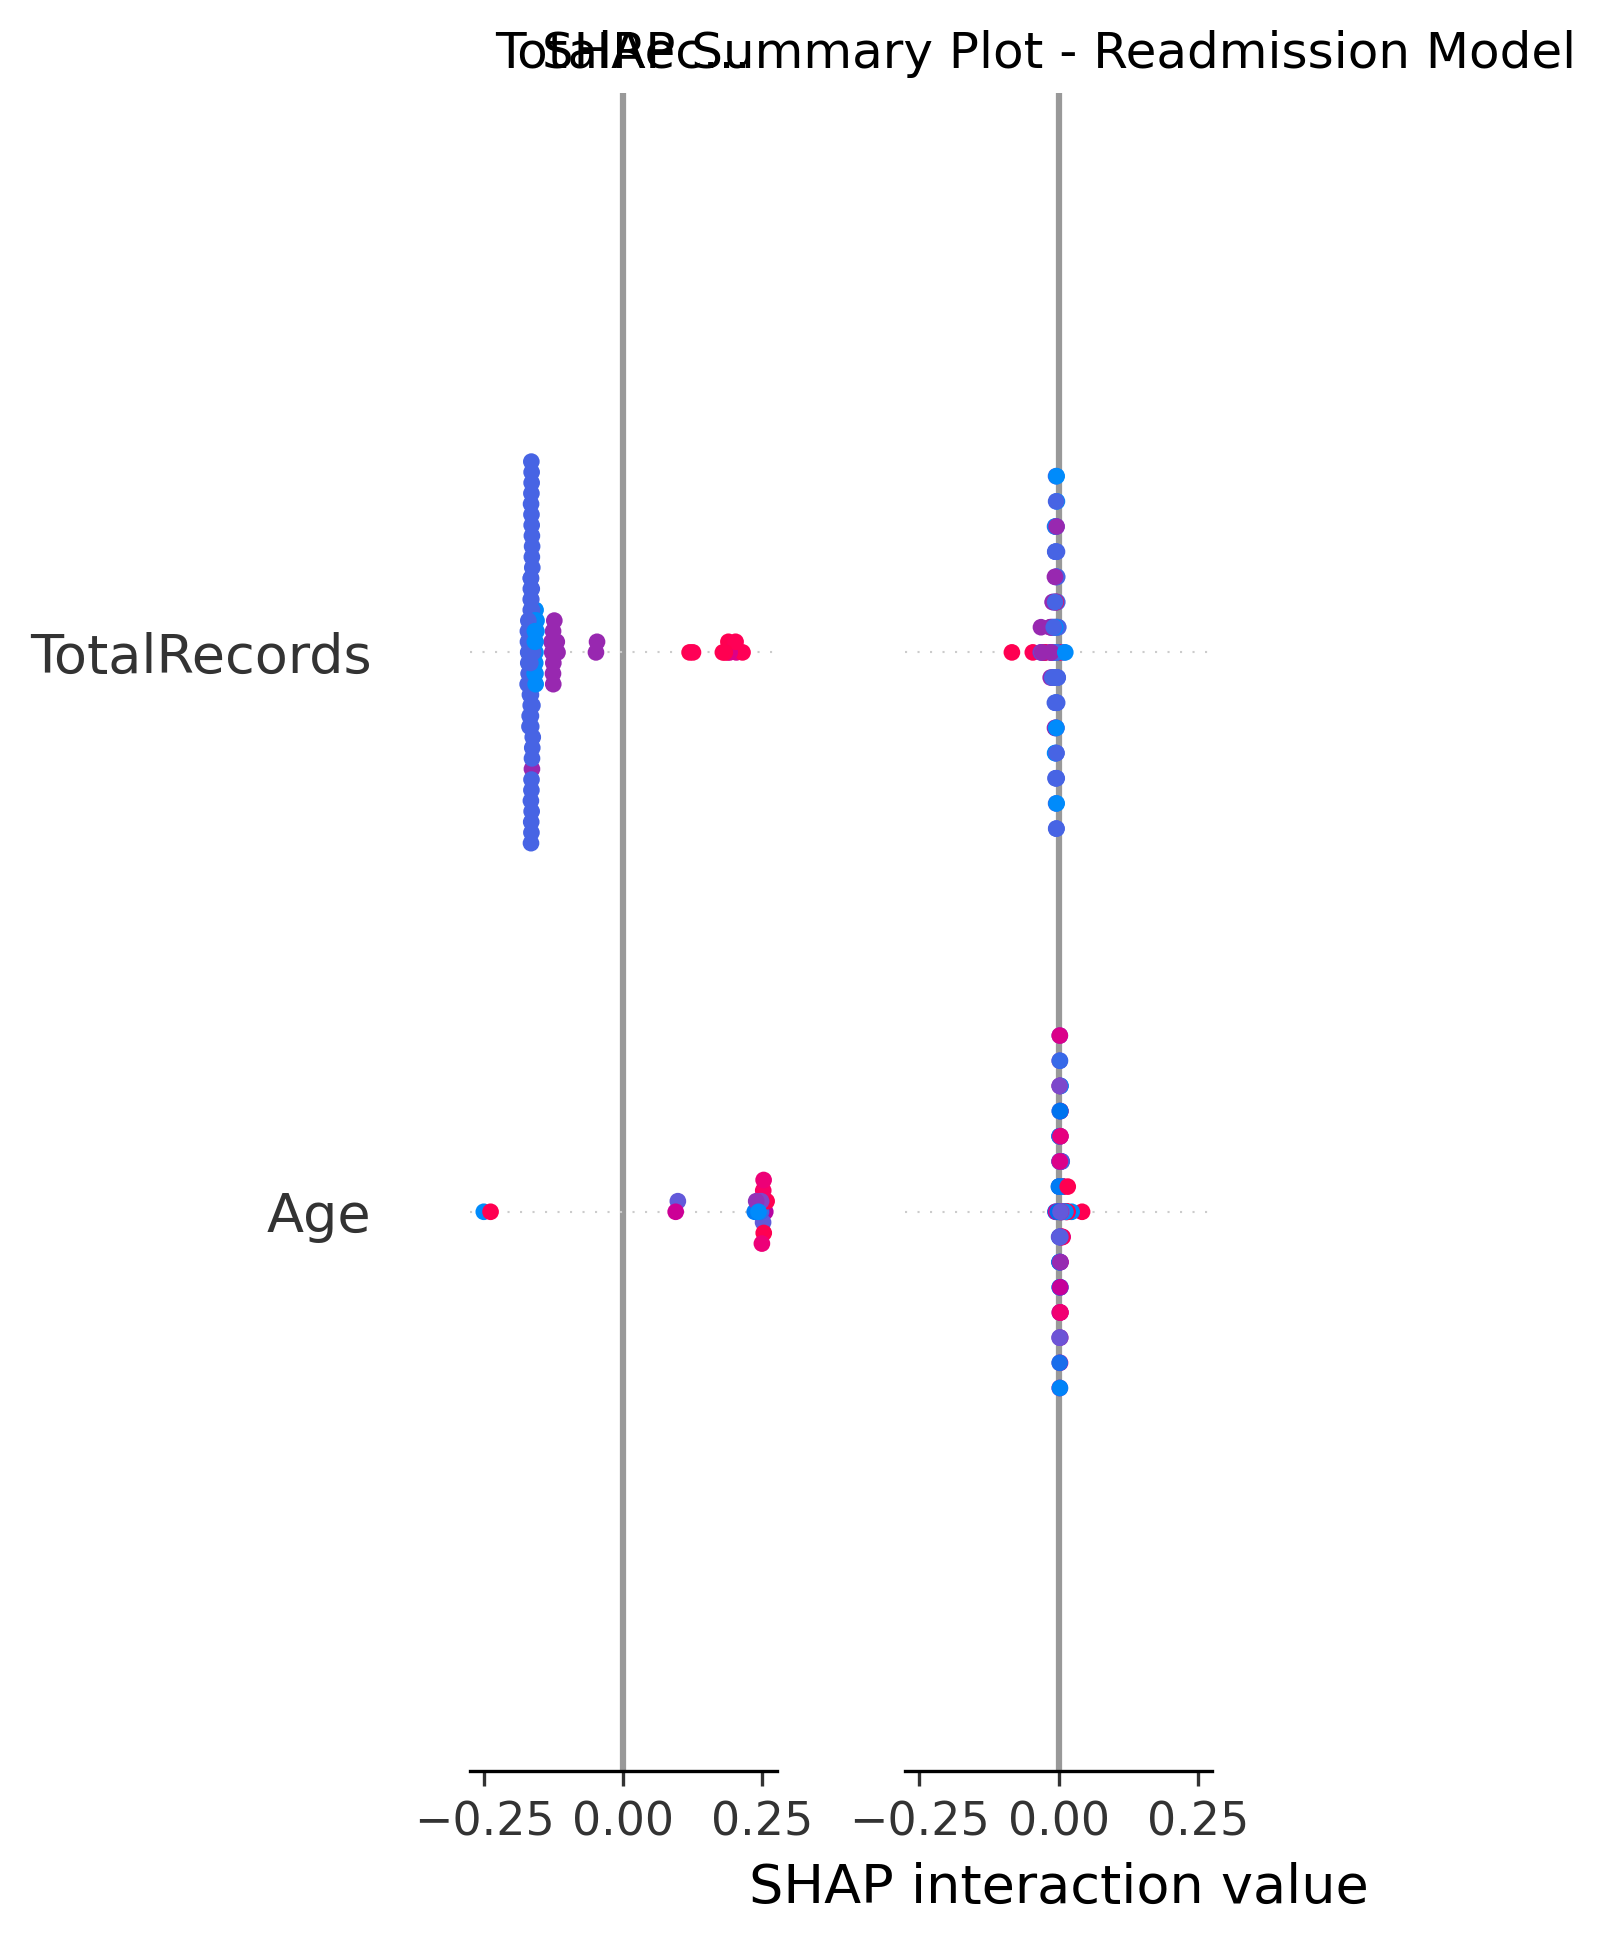 TotalRec...
SHAP Summary Plot - Readmission Model
TotalRecords
Age
−0.25 0.00 0.25 −0.25 0.00 0.25
SHAP interaction value